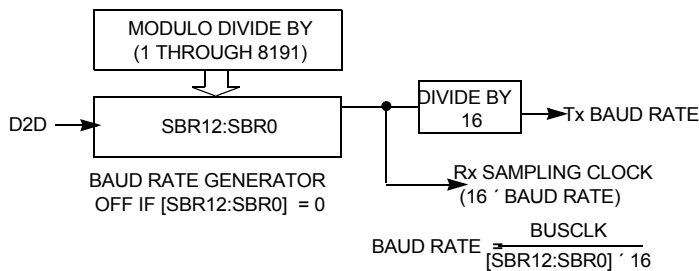 MODULO DIVIDE BY
(1 THROUGH 8191)
D2D
SBR12:SBR0
DIVIDE BY
16
Tx BAUD RATE
BAUD RATE GENERATOR
OFF IF [SBR12:SBR0] = 0
Rx SAMPLING CLOCK
(16 ´ BAUD RATE)
BAUD RATE =
BUSCLK
[SBR12:SBR0] ´ 16